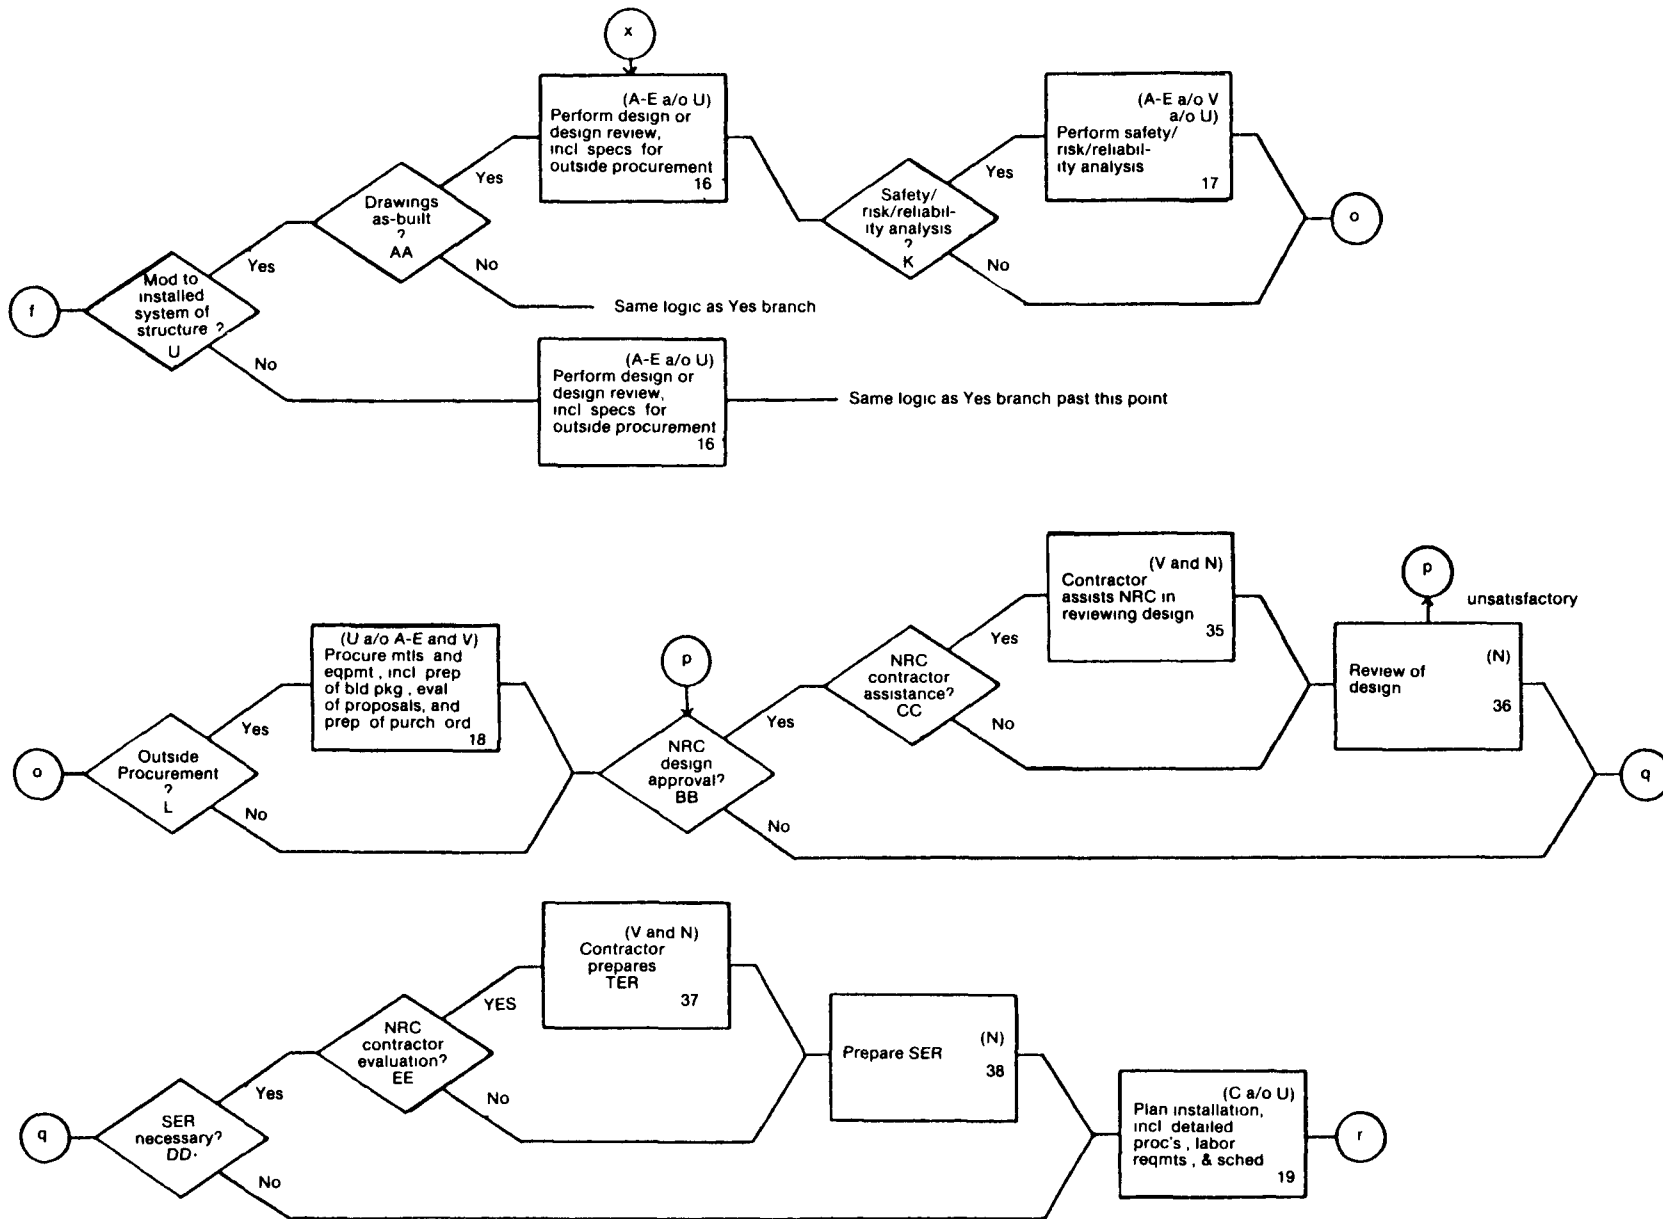 x
(A-E a/o U)
Perform design or
design review,
incl specs for
outside procurement
16
(A-E a/o V
a/o U)
Perform safety/
risk/reliabil-
ity analysis
17
Yes
Drawings
as-built
?
AA
No
Yes
Safety/
risk/reliabil-
ity analysis
?
K
No
o
f
Mod to
installed
system of
structure ?
U
Yes
No
Same logic as Yes branch
(A-E a/o U)
Perform design or
design review,
incl specs for
outside procurement
16
Same logic as Yes branch past this point
o
Outside
Procurement
?
L
Yes
No
(U a/o A-E and V)
Procure mtls and
eqpmt , incl prep
of bld pkg , eval
of proposals, and
prep of purch ord
18
p
NRC
design
approval?
BB
Yes
No
NRC
contractor
assistance?
CC
Yes
No
(V and N)
Contractor
assists NRC in
reviewing design
35
p
unsatisfactory
(N)
Review of
design
36
q
q
SER
necessary?
DD.
Yes
No
NRC
contractor
evaluation?
EE
YES
No
(V and N)
Contractor
prepares
TER
37
(N)
Prepare SER
38
(C a/o U)
Plan installation,
incl detailed
proc's , labor
reqmts , & sched
19
r